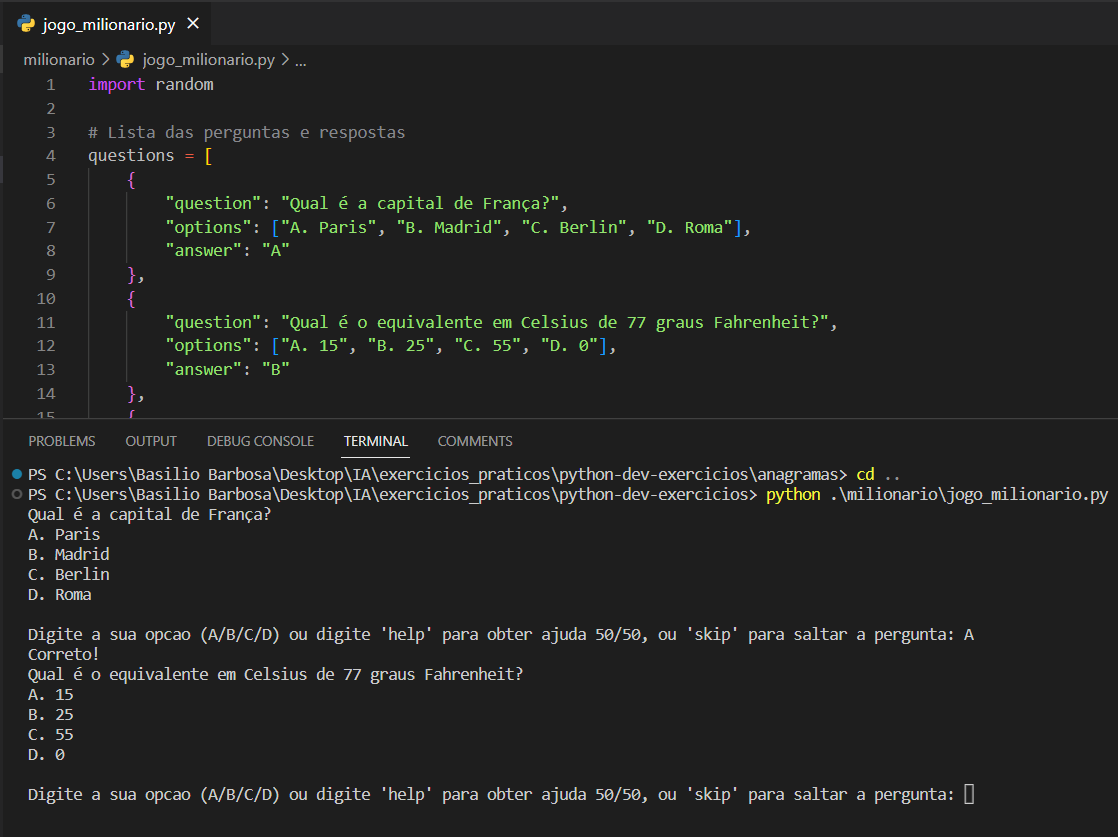 jogo_milionario.py ×
milionario > jogo_milionario.py > ...
1 import random
2
3 # Lista das perguntas e respostas
4 questions = [
5 {
6 "question": "Qual é a capital de França?",
7 "options": ["A. Paris", "B. Madrid", "C. Berlin", "D. Roma"],
8 "answer": "A"
9 },
10 {
11 "question": "Qual é o equivalente em Celsius de 77 graus Fahrenheit?",
12 "options": ["A. 15", "B. 25", "C. 55", "D. 0"],
13 "answer": "B"
14 },
15 {
PROBLEMS OUTPUT DEBUG CONSOLE TERMINAL COMMENTS
PS C:\Users\Basilio Barbosa\Desktop\IA\exercicios_praticos\python-dev-exercicios\anagramas> cd ..
PS C:\Users\Basilio Barbosa\Desktop\IA\exercicios_praticos\python-dev-exercicios> python .\milionario\jogo_milionario.py
Qual é a capital de França?
A. Paris
B. Madrid
C. Berlin
D. Roma
Digite a sua opcao (A/B/C/D) ou digite 'help' para obter ajuda 50/50, ou 'skip' para saltar a pergunta: A
Correto!
Qual é o equivalente em Celsius de 77 graus Fahrenheit?
A. 15
B. 25
C. 55
D. 0
Digite a sua opcao (A/B/C/D) ou digite 'help' para obter ajuda 50/50, ou 'skip' para saltar a pergunta: